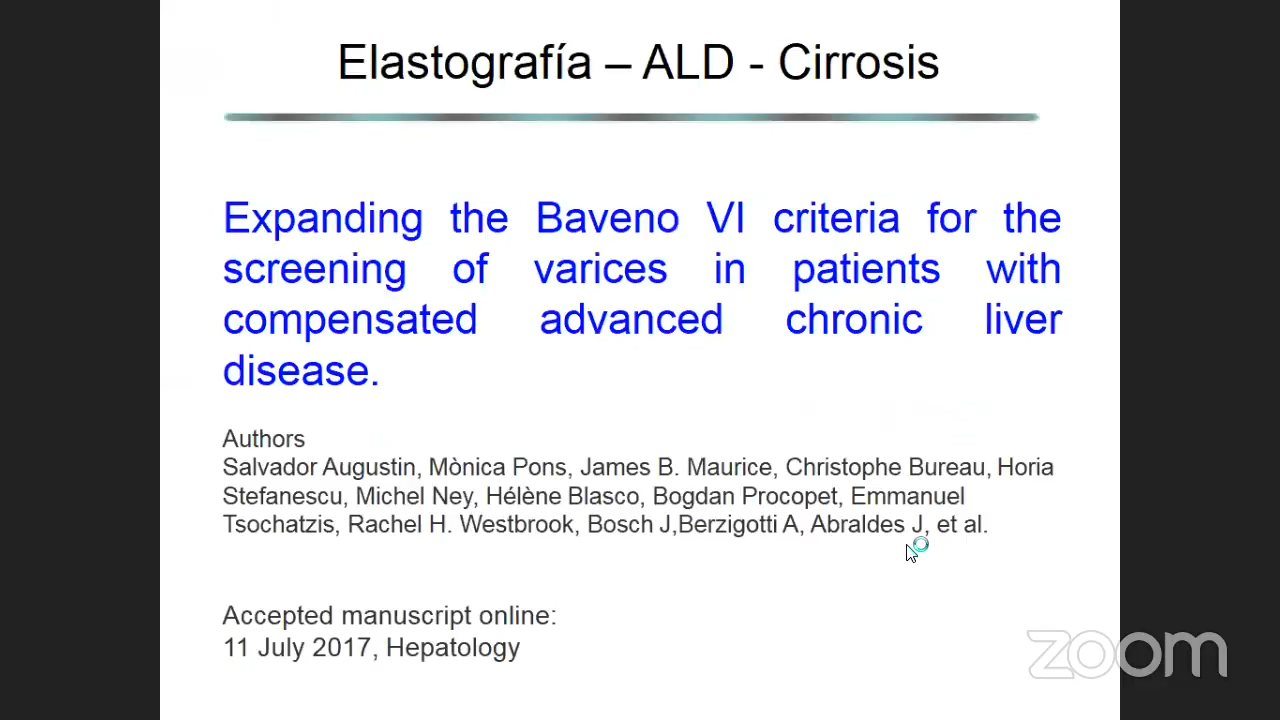 Elastografía – ALD - Cirrosis
Expanding the Baveno VI criteria for the
screening of varices in patients with
compensated advanced chronic liver
disease.
Authors
Salvador Augustin, Mònica Pons, James B. Maurice, Christophe Bureau, Horia
Stefanescu, Michel Ney, Hélène Blasco, Bogdan Procopet, Emmanuel
Tsochatzis, Rachel H. Westbrook, Bosch J,Berzigotti A, Abraldes J, et al.
Accepted manuscript online:
11 July 2017, Hepatology
zoom